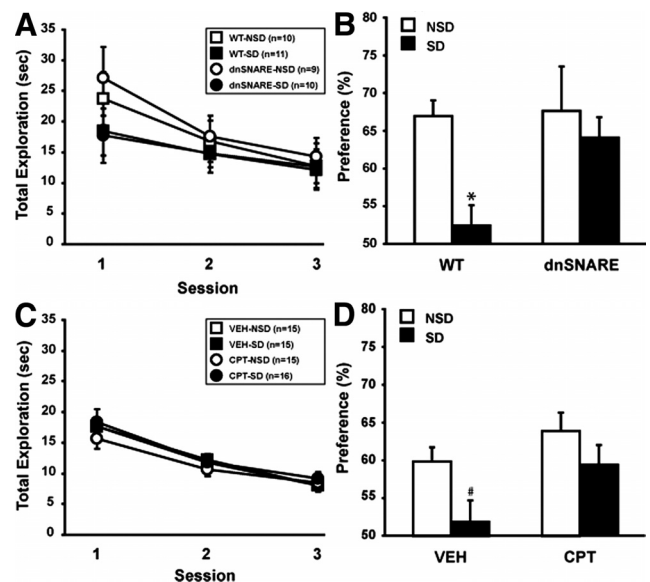 A
Total Exploration (sec)
35
30
25
20
15
10
5
0
WT-NSD (n=10)
WT-SD (n=11)
dnSNARE-NSD (n=9)
dnSNARE-SD (n=10)
1 2 3
Session
B
Preference (%)
80
75
70
65
60
55
50
NSD
SD
*
WT dnSNARE
C
Total Exploration (sec)
35
30
25
20
15
10
5
0
VEH-NSD (n=15)
VEH-SD (n=15)
CPT-NSD (n=15)
CPT-SD (n=16)
1 2 3
Session
D
Preference (%)
80
75
70
65
60
55
50
NSD
SD
#
VEH CPT